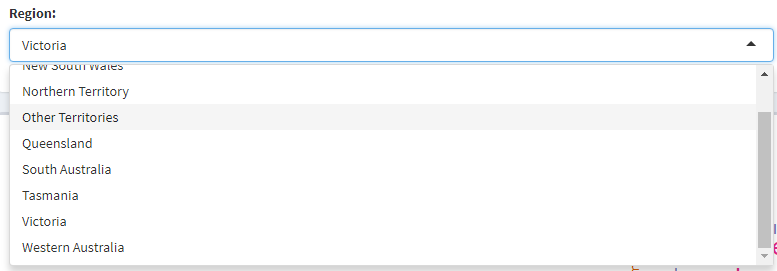 Region:
Victoria
New South Wales
Northern Territory
Other Territories
Queensland
South Australia
Tasmania
Victoria
Western Australia